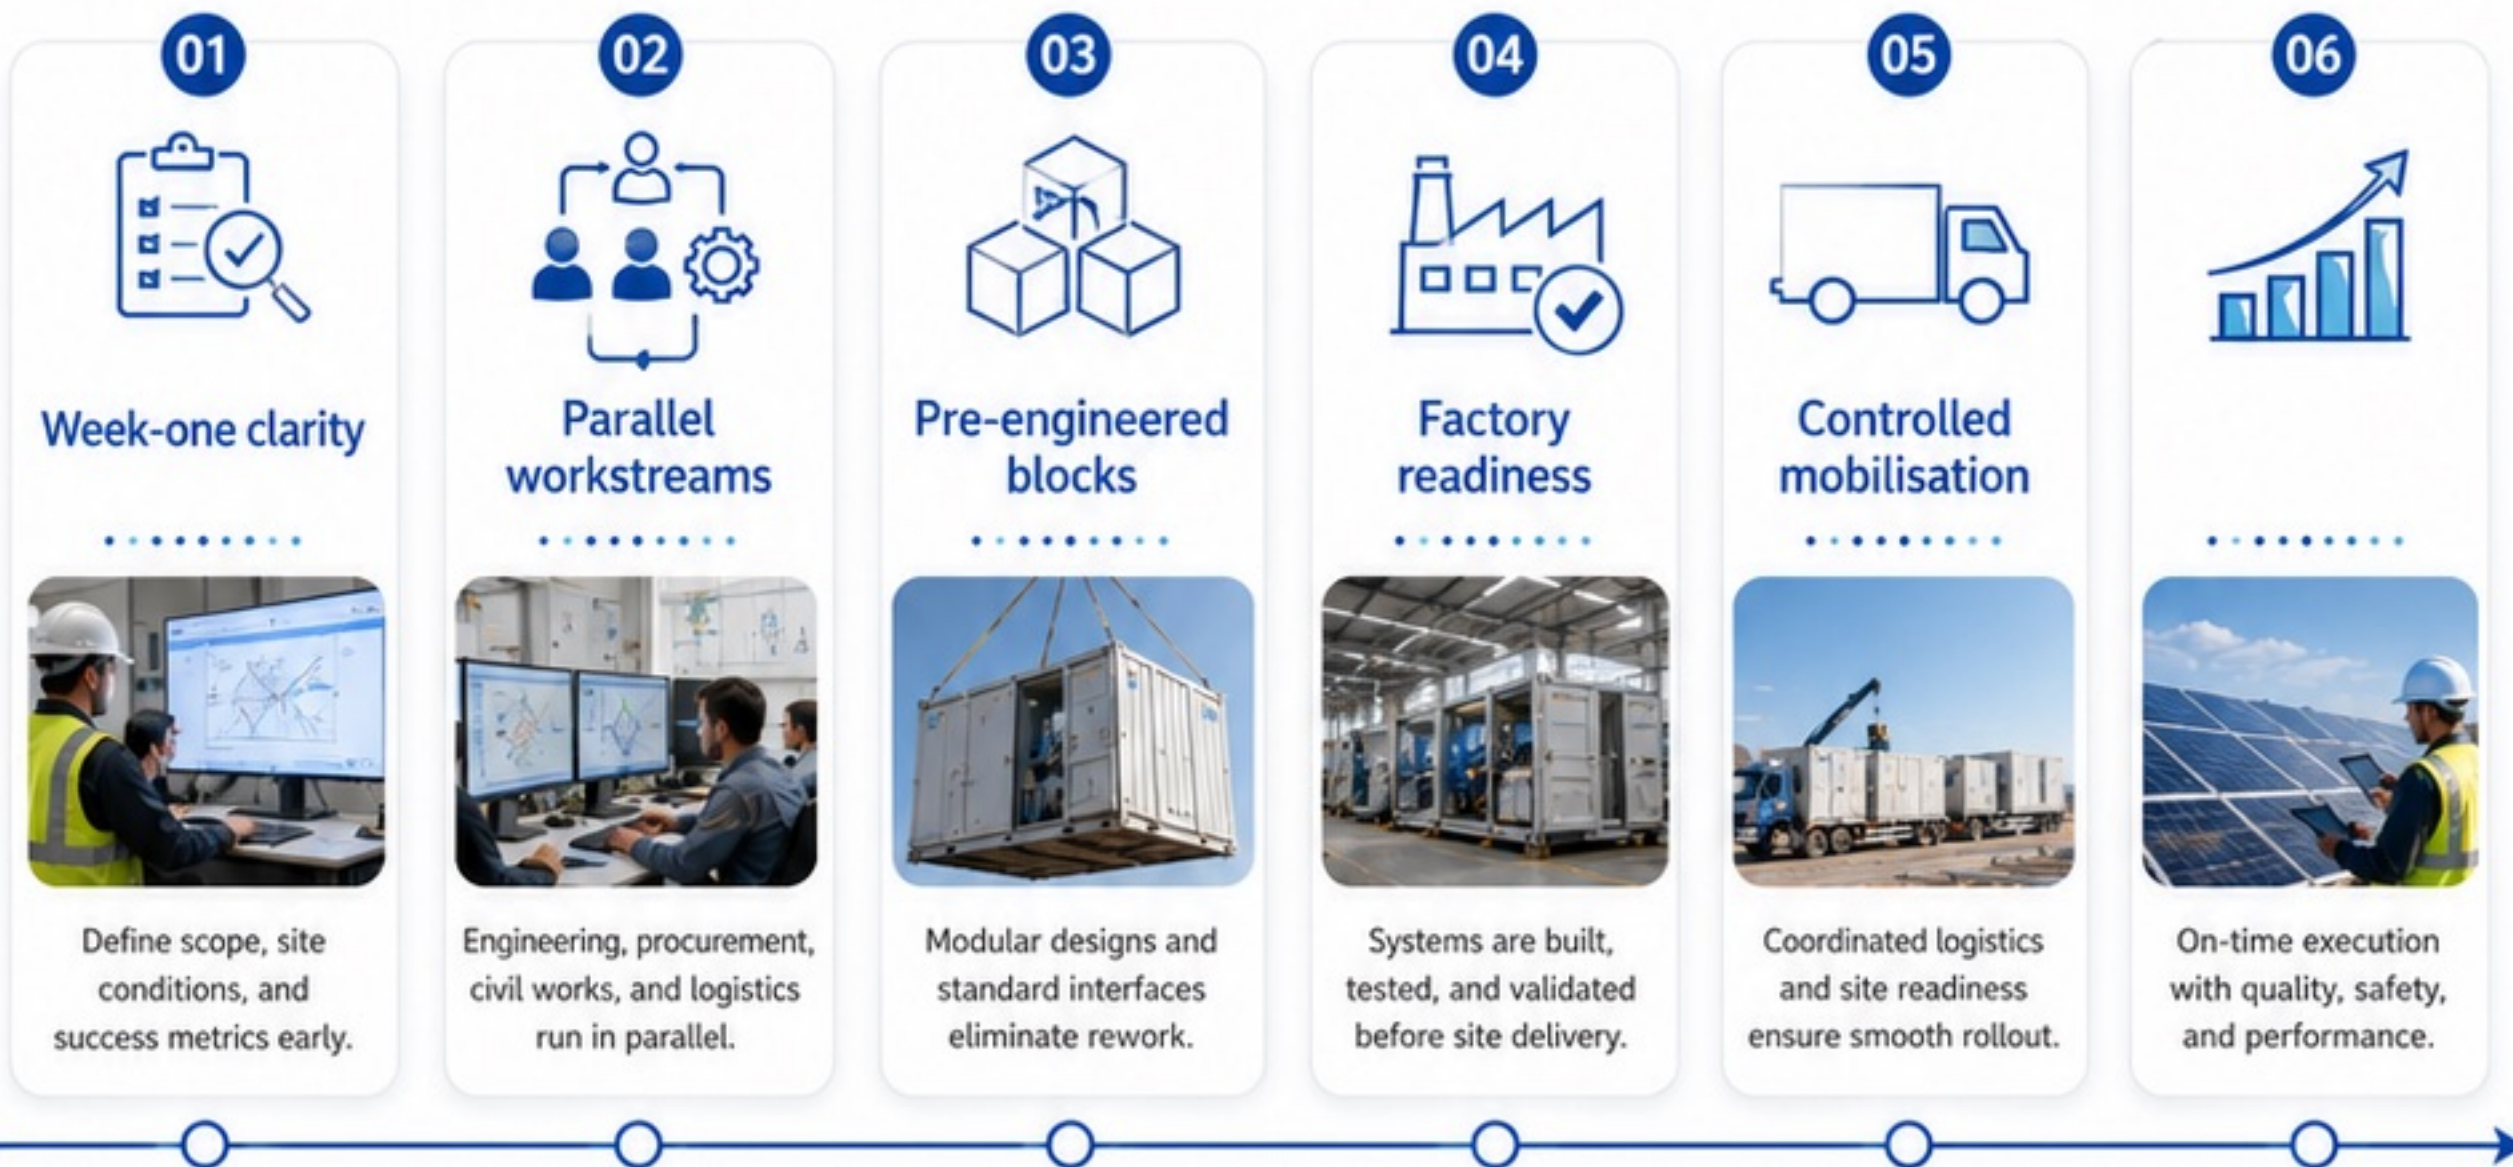 01
Week-one clarity
Define scope, site
conditions, and
success metrics early.
02
Parallel
workstreams
Engineering, procurement,
civil works, and logistics
run in parallel.
03
Pre-engineered
blocks
Modular designs and
standard interfaces
eliminate rework.
04
Factory
readiness
Systems are built,
tested, and validated
before site delivery.
05
Controlled
mobilisation
Coordinated logistics
and site readiness
ensure smooth rollout.
06
On-time execution
with quality, safety,
and performance.